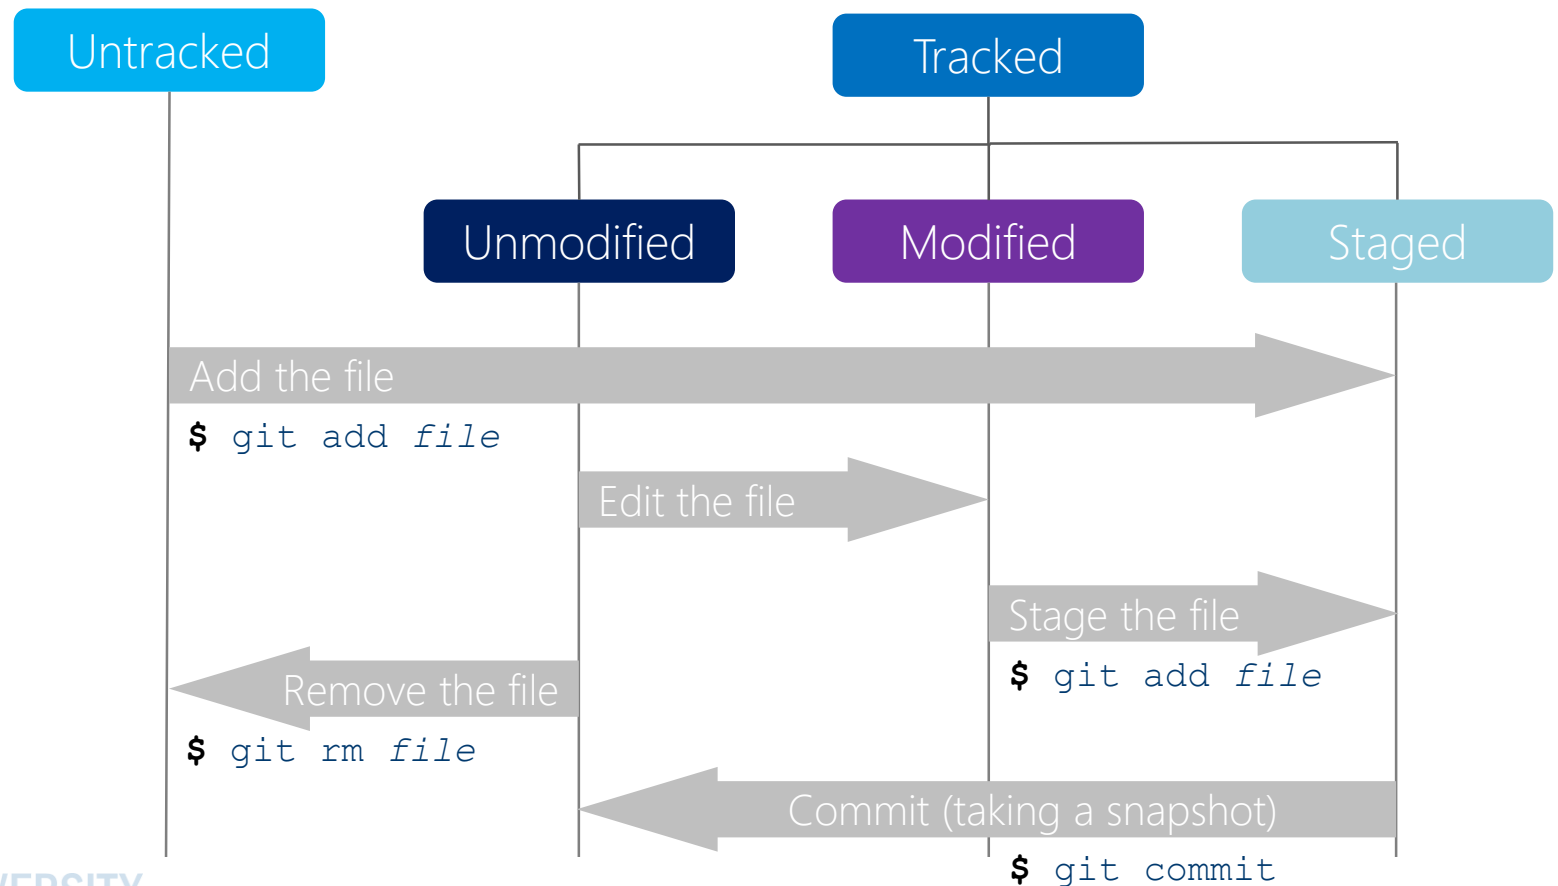 Untracked
Tracked
Unmodified
Modified
Staged
Add the file
$ git add file
Edit the file
Stage the file
$ git add file
Remove the file
$ git rm file
Commit (taking a snapshot)
$ git commit